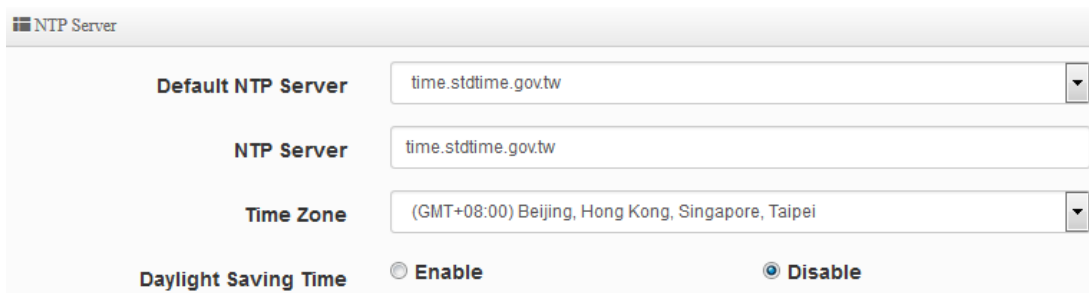 NTP Server
Default NTP Server time.stdtime.gov.tw
NTP Server time.stdtime.gov.tw
Time Zone (GMT+08:00) Beijing, Hong Kong, Singapore, Taipei
Daylight Saving Time Enable Disable